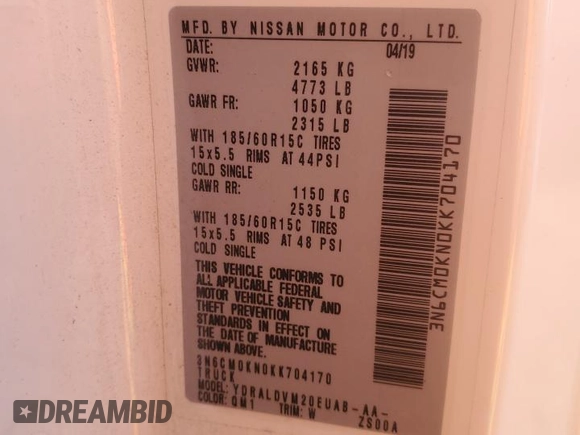 MFD. BY NISSAN MOTOR CO., LTD.
DATE: 04/19
GVWR: 2165 KG
4773 LB
GAWR FR: 1050 KG
2315 LB
WITH 185/60R15C TIRES
15x5.5 RIMS AT 44PSI
COLD SINGLE
GAWR RR: 1150 KG
2535 LB
WITH 185/60R15C TIRES
15x5.5 RIMS AT 48 PSI
COLD SINGLE
THIS VEHICLE CONFORMS TO
ALL APPLICABLE FEDERAL
MOTOR VEHICLE SAFETY AND
THEFT PREVENTION
STANDARDS IN EFFECT ON
THE DATE OF MANUFACTURE
SHOWN ABOVE.
3N6CM0KN0KK704170
TRUCK
MODEL: YDRALDVM20EUAB-AA-
COLOR: QM1 TRIM: W ZS00A
3N6CM0KN0KK704170
DREAMBID